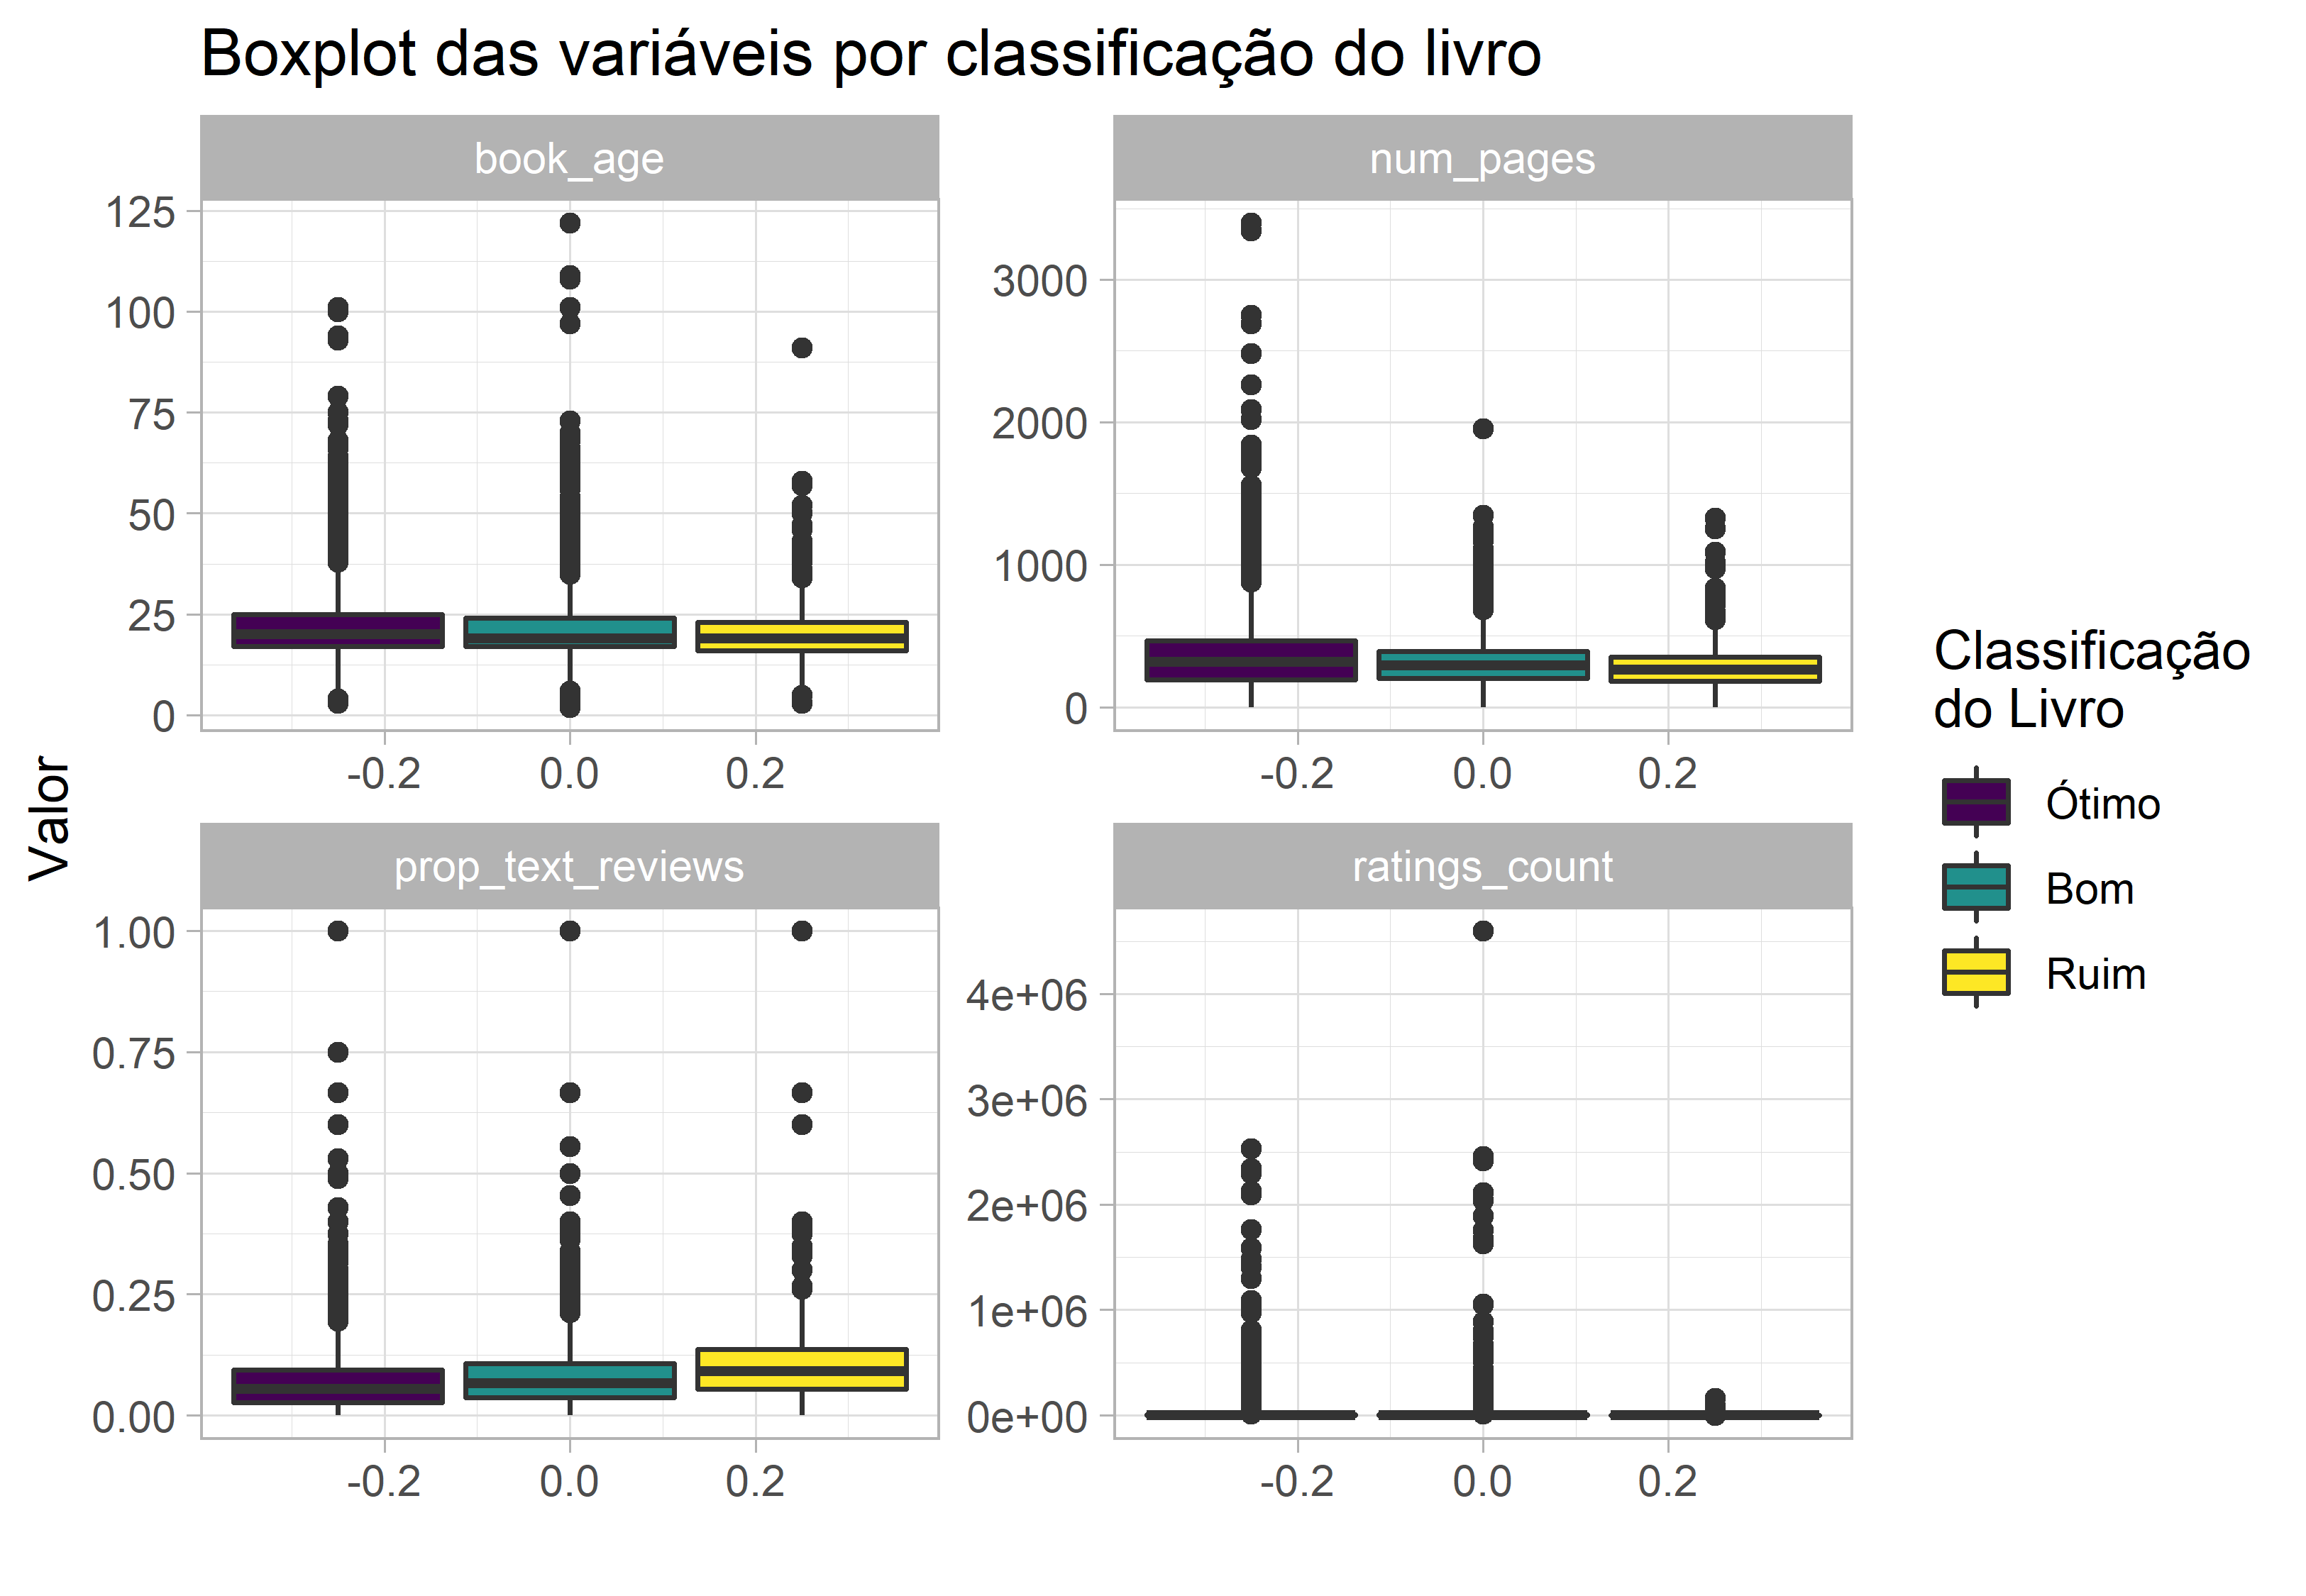 Boxplot das variáveis por classificação do livro
book_age
num_pages
125
100
75
50
25
0
3000
2000
1000
0
-0.2
0.0
0.2
-0.2
0.0
0.2
Valor
prop_text_reviews
ratings_count
1.00
0.75
0.50
0.25
0.00
4e+06
3e+06
2e+06
1e+06
0e+00
-0.2
0.0
0.2
-0.2
0.0
0.2
Classificação
do Livro
Ótimo
Bom
Ruim